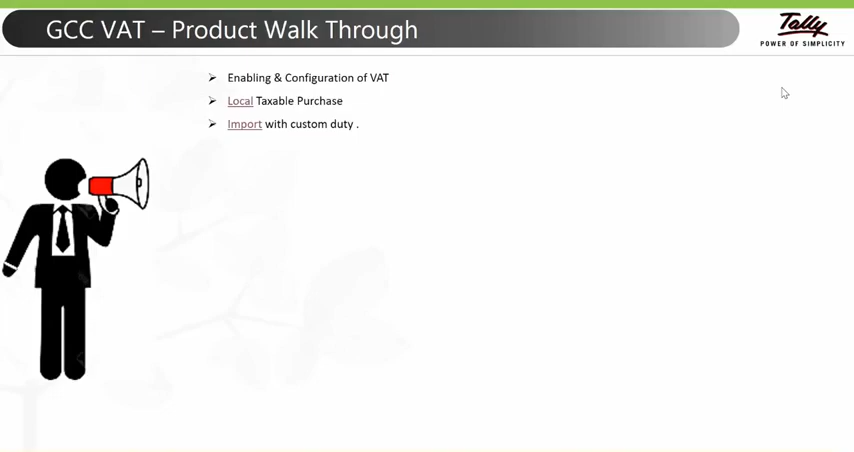 GCC VAT – Product Walk Through
Tally
POWER OF SIMPLICITY
Enabling & Configuration of VAT
Local Taxable Purchase
Import with custom duty .